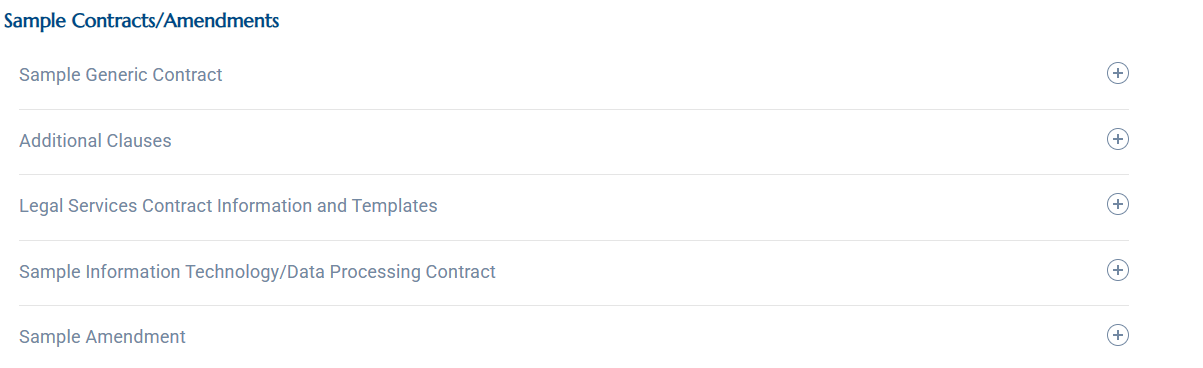 Sample Contracts/Amendments
Sample Generic Contract
Additional Clauses
Legal Services Contract Information and Templates
Sample Information Technology/Data Processing Contract
Sample Amendment